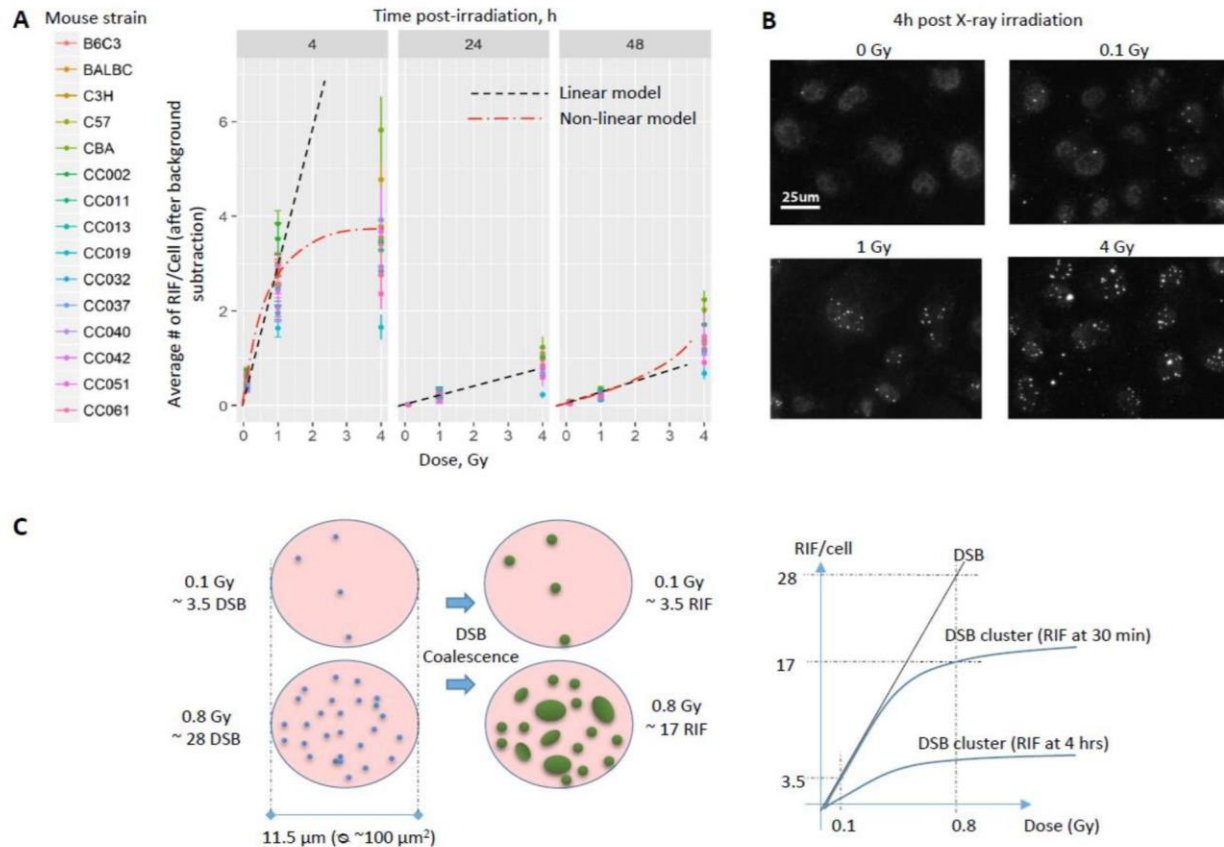 A
Mouse strain
B6C3
BALBC
C3H
C57
CBA
CC002
CC011
CC013
CC019
CC032
CC037
CC040
CC042
CC051
CC061
Time post-irradiation, h
4
24
48
Linear model
Non-linear model
Average # of RIF/Cell (after background
subtraction)
6
4
2
0
0 1 2 3 4
0 1 2 3 4
0 1 2 3 4
Dose, Gy
B
4h post X-ray irradiation
0 Gy
0.1 Gy
25um
1 Gy
4 Gy
C
0.1 Gy
~ 3.5 DSB
0.8 Gy
~ 28 DSB
DSB
Coalescence
0.1 Gy
~ 3.5 RIF
0.8 Gy
~ 17 RIF
11.5 µm (⦰ ~100 µm²)
RIF/cell
DSB
28
DSB cluster (RIF at 30 min)
17
DSB cluster (RIF at 4 hrs)
3.5
0.1
0.8
Dose (Gy)